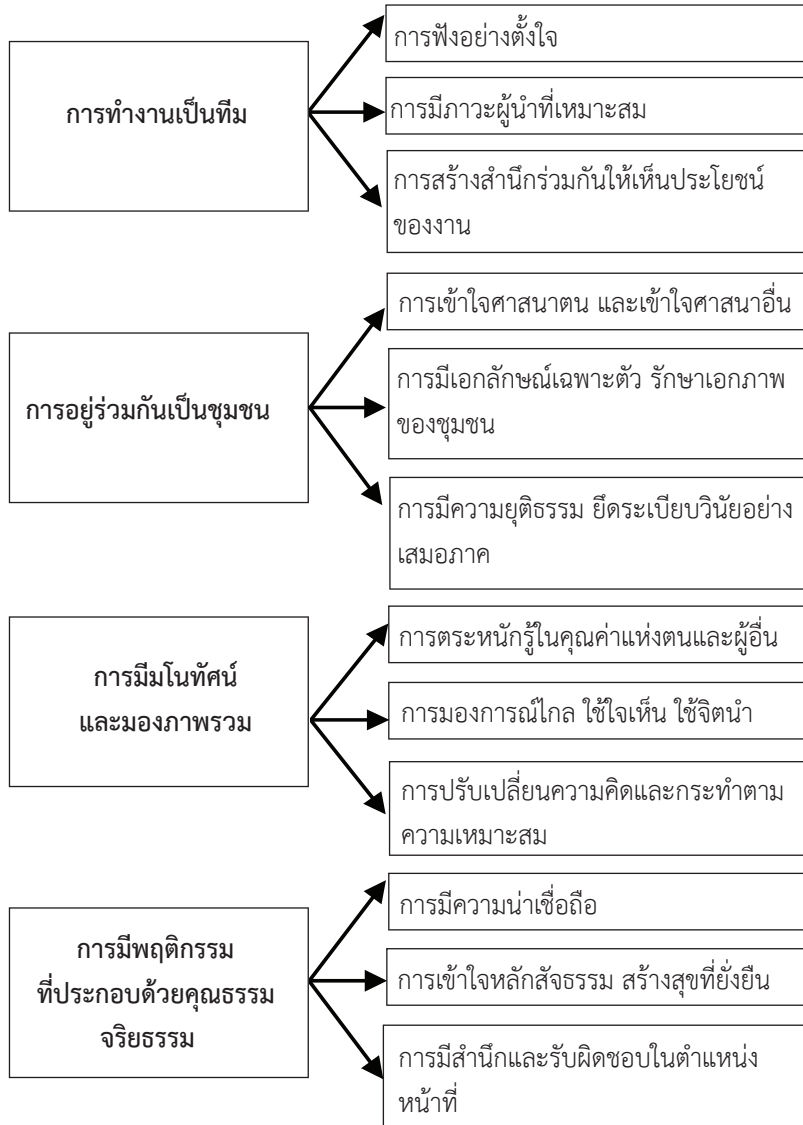 การทำงานเป็นทีม
การฟังอย่างตั้งใจ
การมีภาวะผู้นำที่เหมาะสม
การสร้างสำนึกร่วมกันให้เห็นประโยชน์
ของงาน
การอยู่ร่วมกันเป็นชุมชน
การเข้าใจศาสนาตน และเข้าใจศาสนาอื่น
การมีเอกลักษณ์เฉพาะตัว รักษาเอกภาพ
ของชุมชน
การมีความยุติธรรม ยึดระเบียบวินัยอย่าง
เสมอภาค
การมีมโนทัศน์
และมองภาพรวม
การตระหนักรู้ในคุณค่าแห่งตนและผู้อื่น
การมองการณ์ไกล ใช้ใจเห็น ใช้จิตนำ
การปรับเปลี่ยนความคิดและกระทำตาม
ความเหมาะสม
การมีพฤติกรรม
ที่ประกอบด้วยคุณธรรม
จริยธรรม
การมีความน่าเชื่อถือ
การเข้าใจหลักสัจธรรม สร้างสุขที่ยั่งยืน
การมีสำนึกและรับผิดชอบในตำแหน่ง
หน้าที่